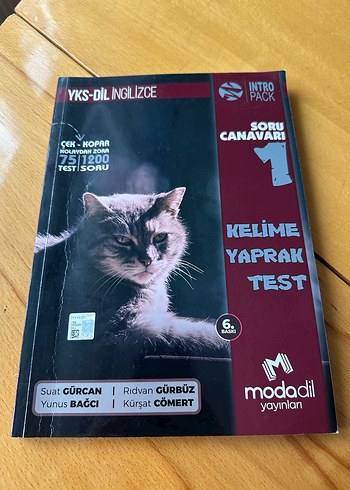 YKS-DİL İNGİLİZCE
INTRO
PACK
ÇEK - KOPAR
KOLAYDAN ZORA
75 1200
TEST SORU
SORU
CANAVARI
1
KELİME
YAPRAK
TEST
6.
BASKI
Suat GÜRCAN | Rıdvan GÜRBÜZ
Yunus BAĞCI | Kürşat CÖMERT
modadil
yayınları